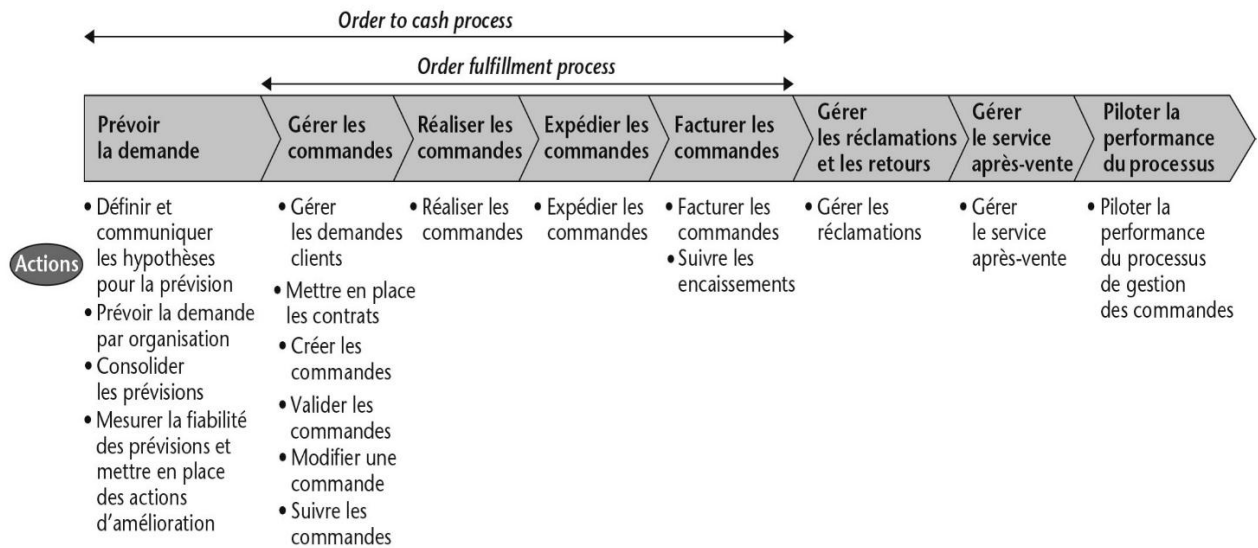 Order to cash process
Order fulfillment process
Prévoir
la demande
Gérer les
commandes
Réaliser les
commandes
Expédier les
commandes
Facturer les
commandes
Gérer
les réclamations
et les retours
Gérer
le service
après-vente
Piloter la
performance
du processus
Actions
• Définir et
communiquer
les hypothèses
pour la prévision
• Prévoir la demande
par organisation
• Consolider
les prévisions
• Mesurer la fiabilité
des prévisions et
mettre en place
des actions
d'amélioration
• Gérer
les demandes
clients
• Mettre en place
les contrats
• Créer les
commandes
• Valider les
commandes
• Modifier une
commande
• Suivre les
commandes
• Réaliser les
commandes
• Expédier les
commandes
• Facturer les
commandes
• Suivre les
encaissements
• Gérer les
réclamations
• Gérer
le service
après-vente
• Piloter la
performance
du processus
de gestion
des commandes